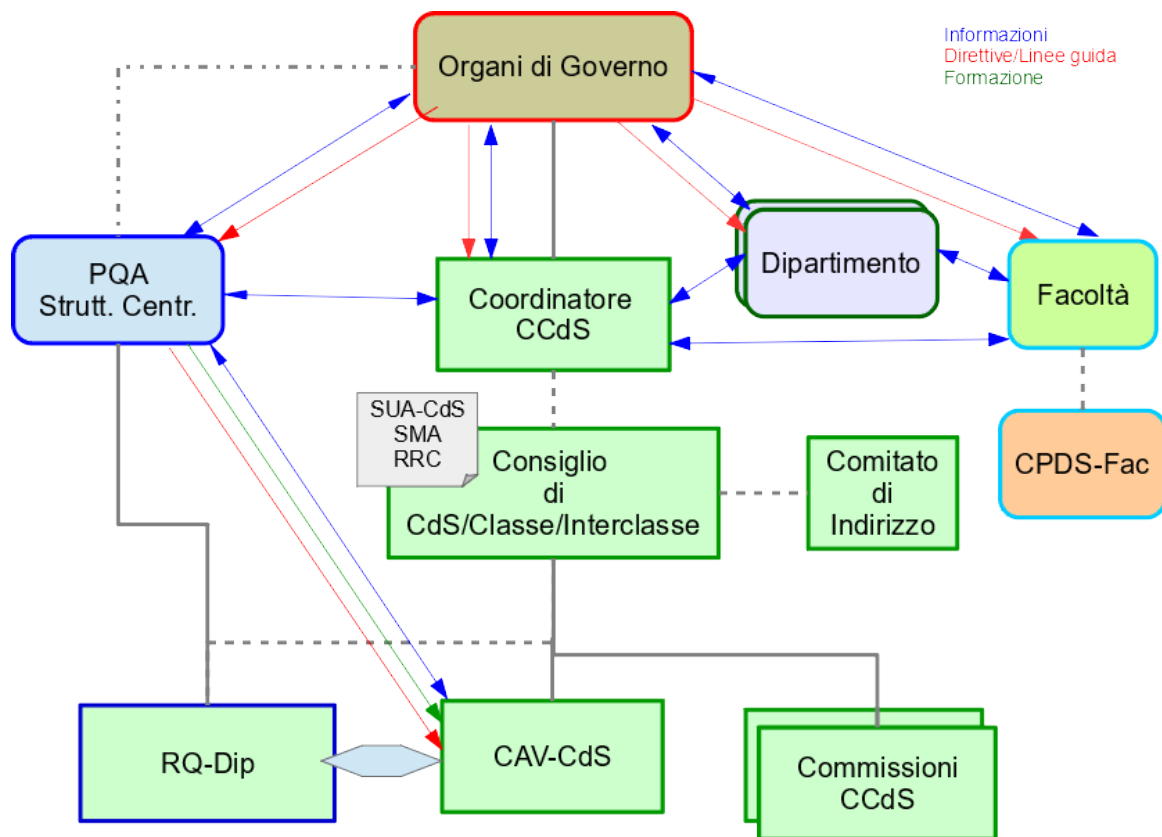 Organi di Governo
Informazioni
Direttive/Linee guida
Formazione
PQA
Strutt. Centr.
Coordinatore
CCdS
Dipartimento
Facoltà
SUA-CdS
SMA
RRC
Consiglio
di
CdS/Classe/Interclasse
Comitato
di
Indirizzo
CPDS-Fac
RQ-Dip
CAV-CdS
Commissioni
CCdS